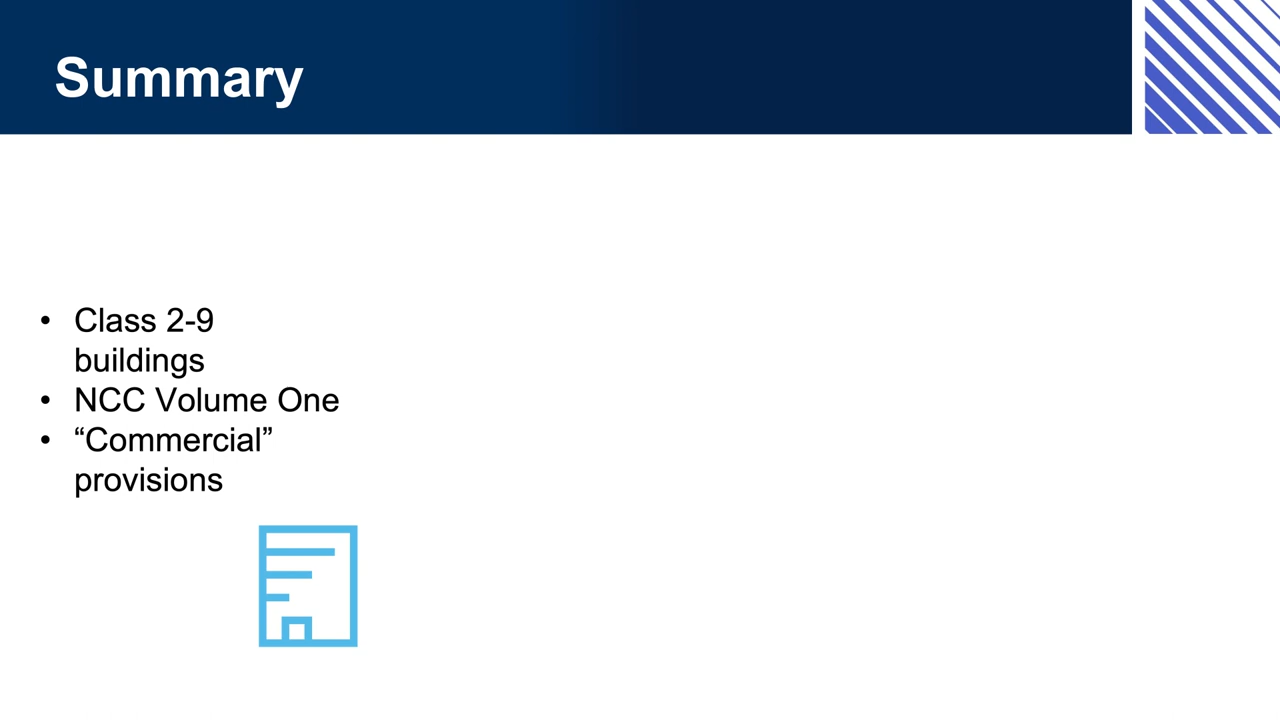 Summary
• Class 2-9
buildings
• NCC Volume One
• “Commercial”
provisions